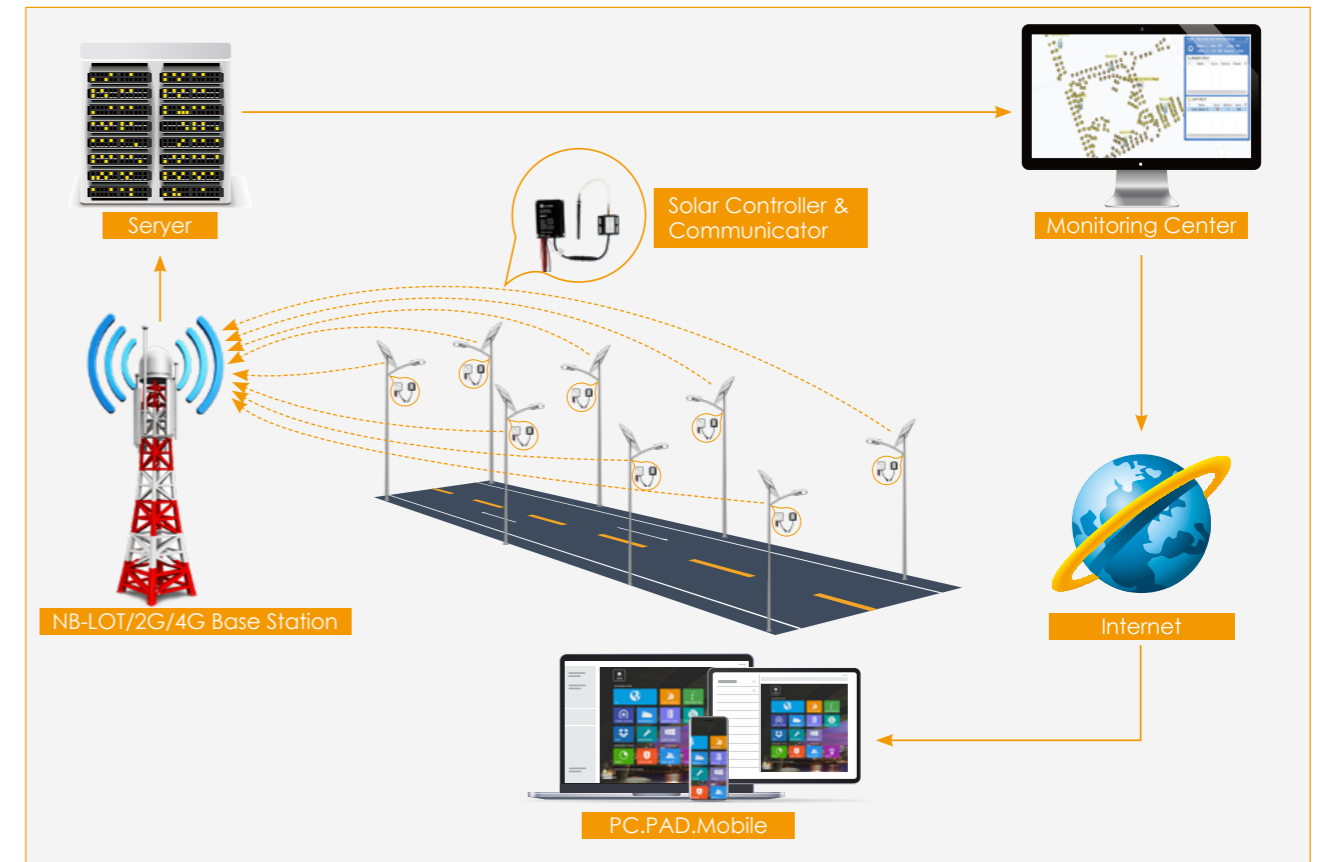 Seryer
Solar Controller &
Communicator
Monitoring Center
NB-LOT/2G/4G Base Station
Internet
PC.PAD.Mobile